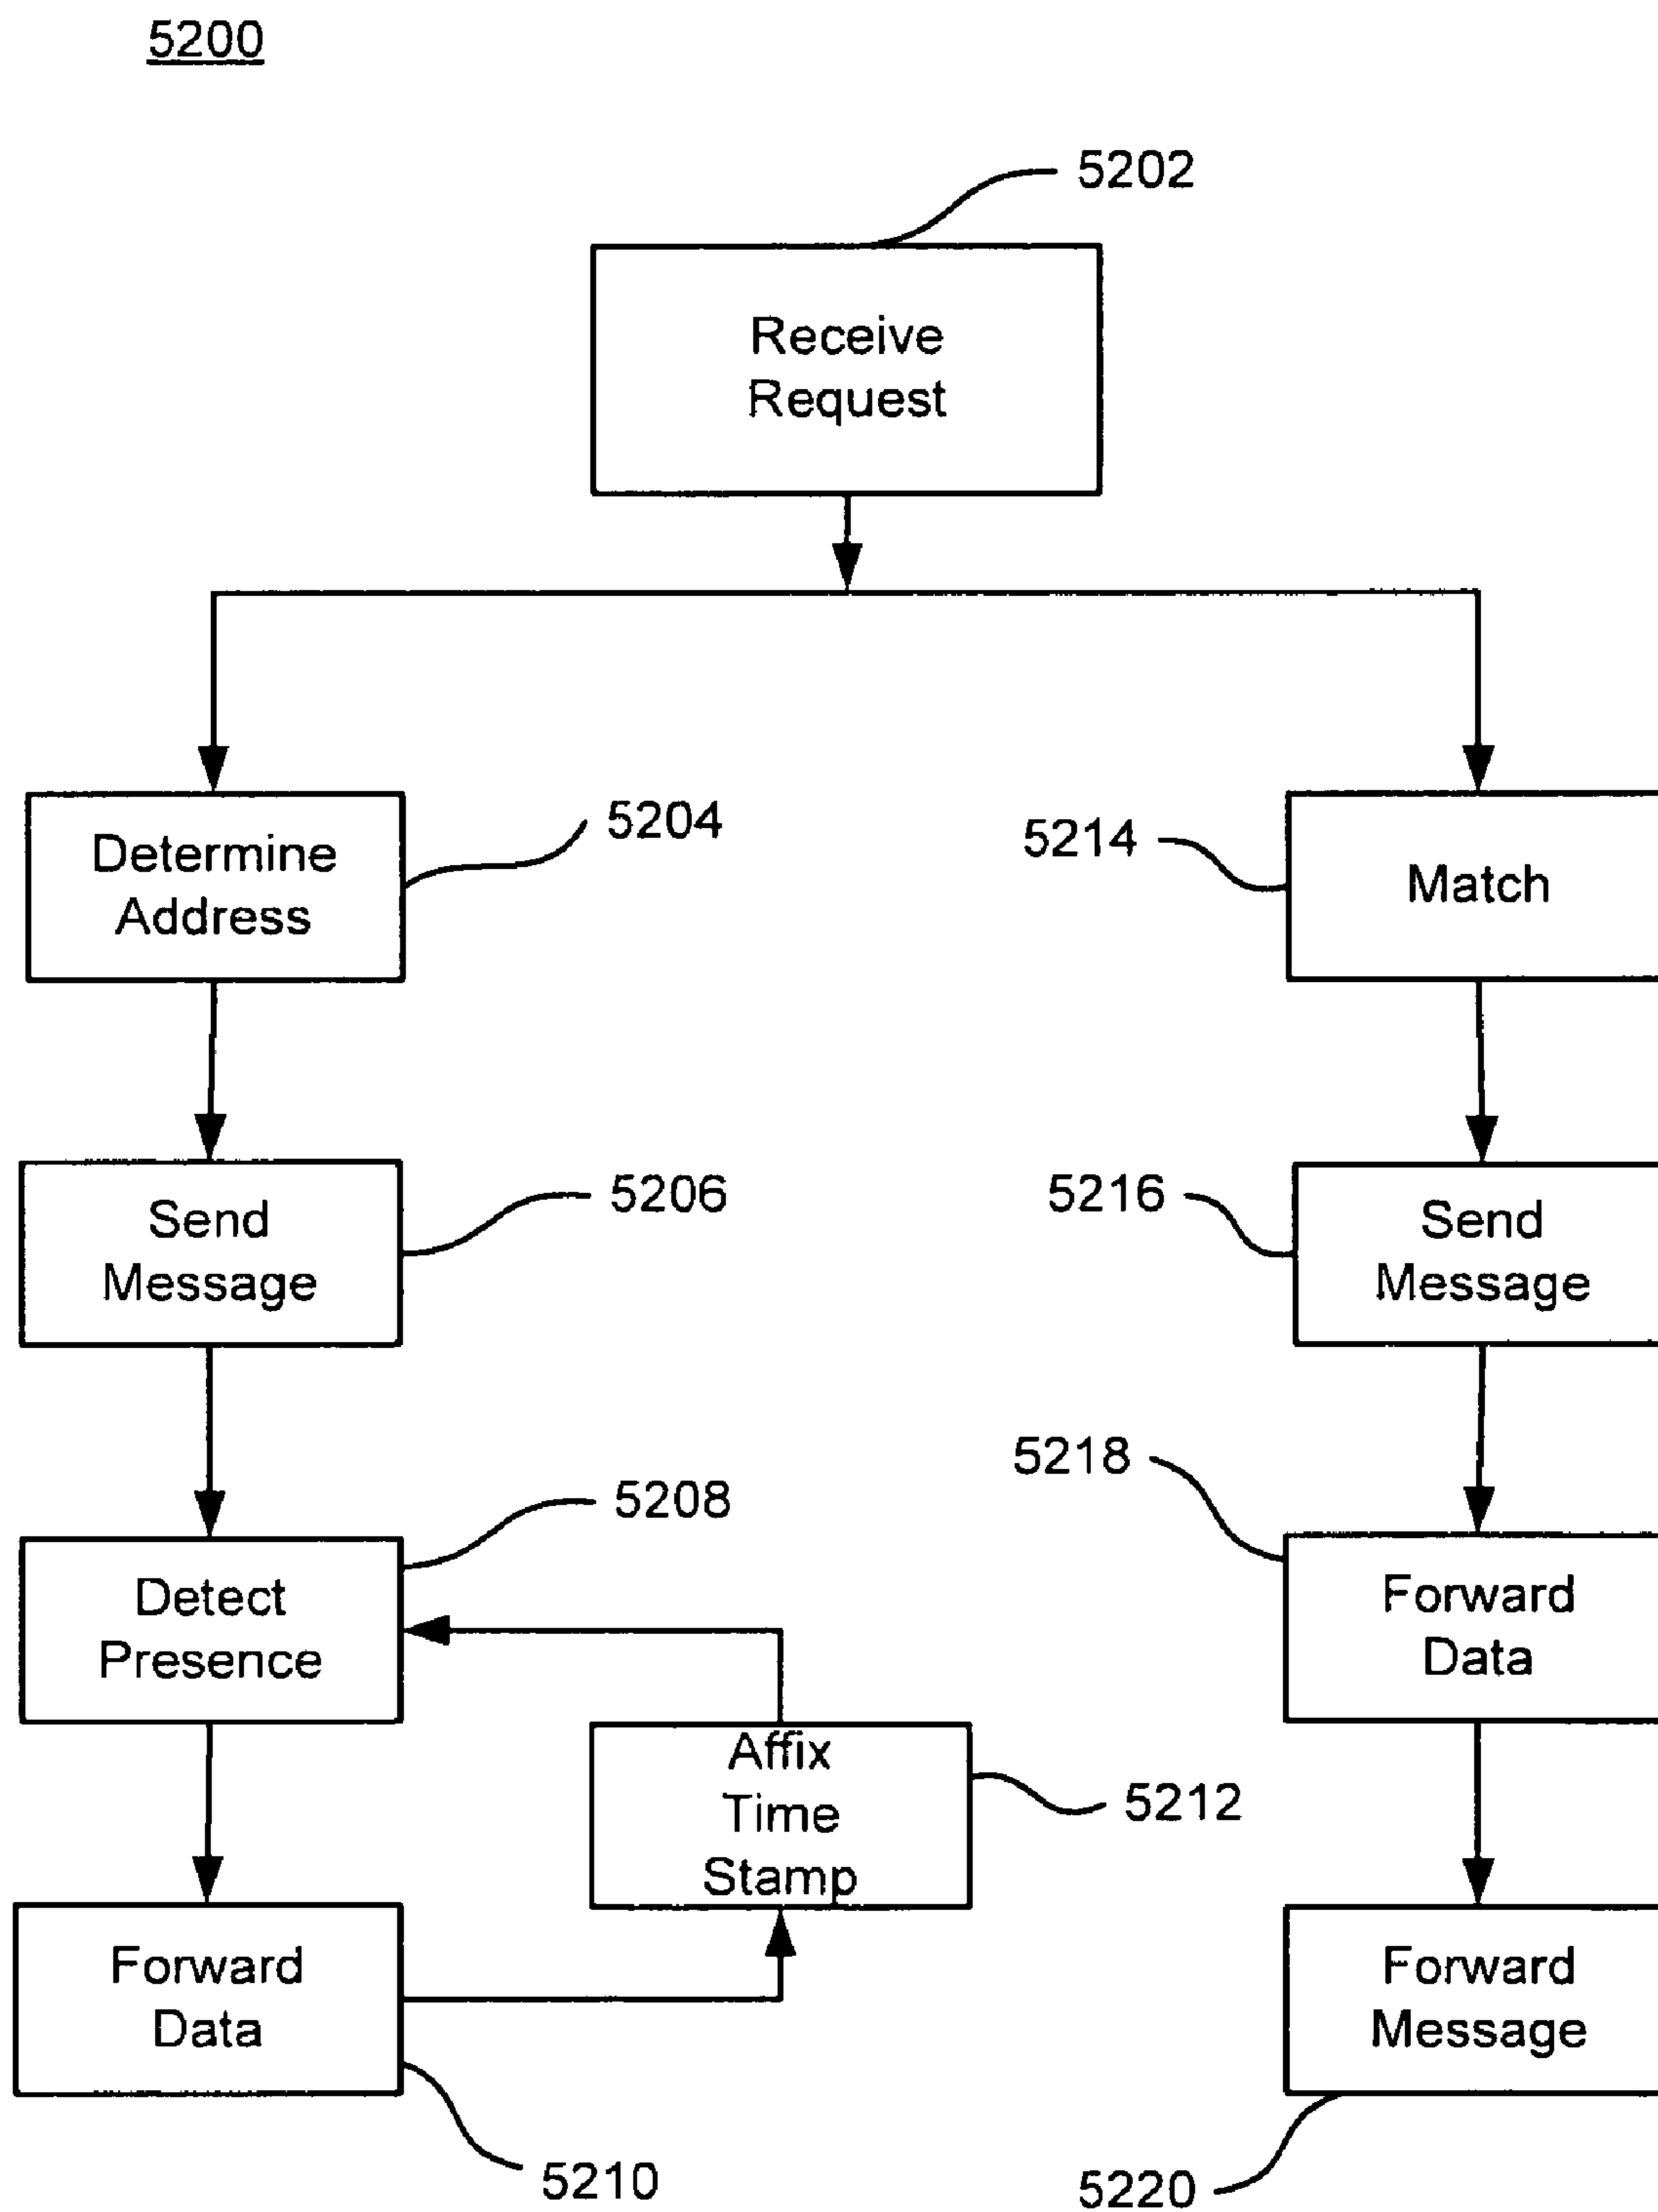 5200
5202
Receive
Request
Determine
Address
5204
5214
Match
Send
Message
5206
5216
Send
Message
5218
5208
Detect
Presence
Forward
Data
Affix
Time
Stamp
5212
Forward
Data
Forward
Message
5210
5220